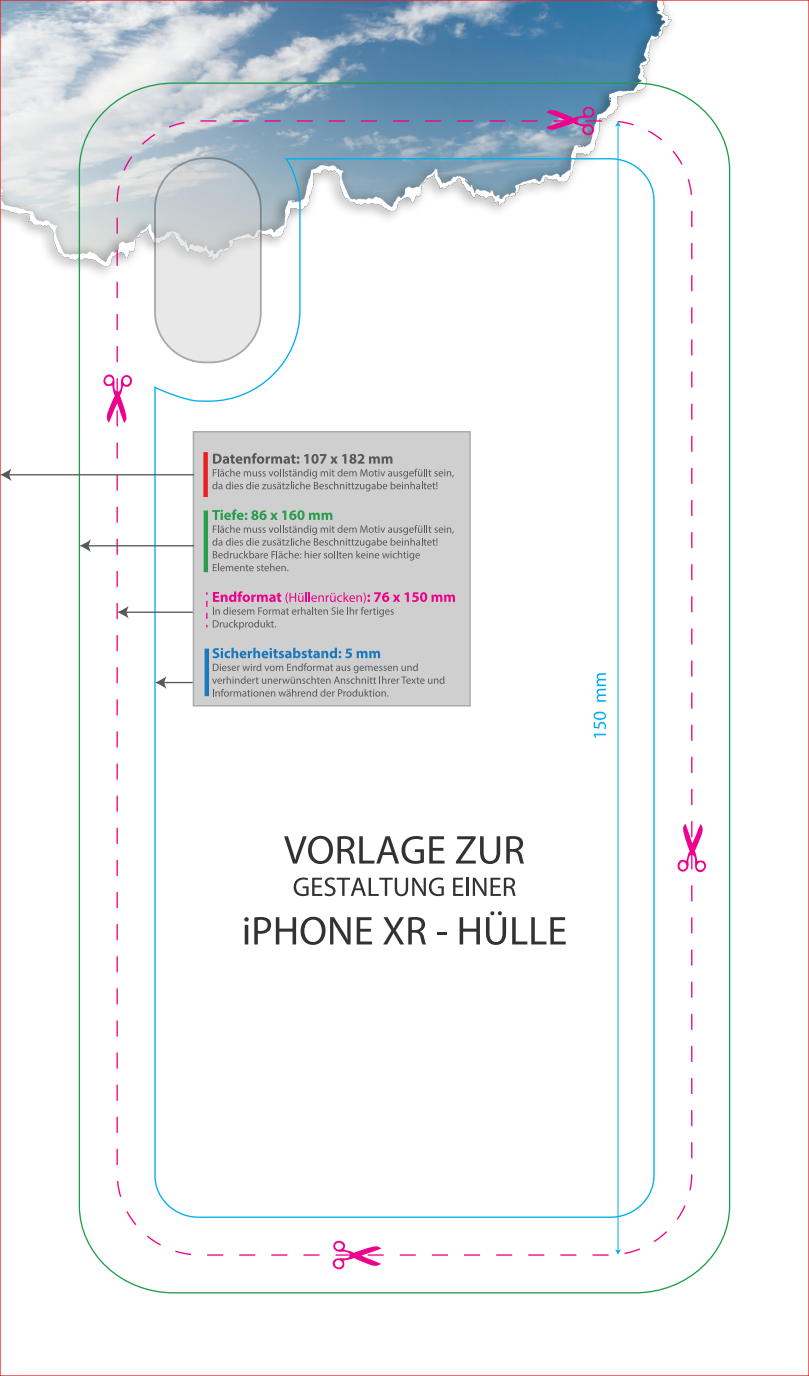 Datenformat: 107 x 182 mm
Fläche muss vollständig mit dem Motiv ausgefüllt sein,
da dies die zusätzliche Beschnittzugabe beinhaltet!
Tiefe: 86 x 160 mm
Fläche muss vollständig mit dem Motiv ausgefüllt sein,
da dies die zusätzliche Beschnittzugabe beinhaltet!
Bedruckbare Fläche: hier sollten keine wichtige
Elemente stehen.
Endformat (Hüllenrücken): 76 x 150 mm
In diesem Format erhalten Sie Ihr fertiges
Druckprodukt.
Sicherheitsabstand: 5 mm
Dieser wird vom Endformat aus gemessen und
verhindert unerwünschten Anschnitt Ihrer Texte und
Informationen während der Produktion.
150 mm
VORLAGE ZUR
GESTALTUNG EINER
iPHONE XR - HÜLLE